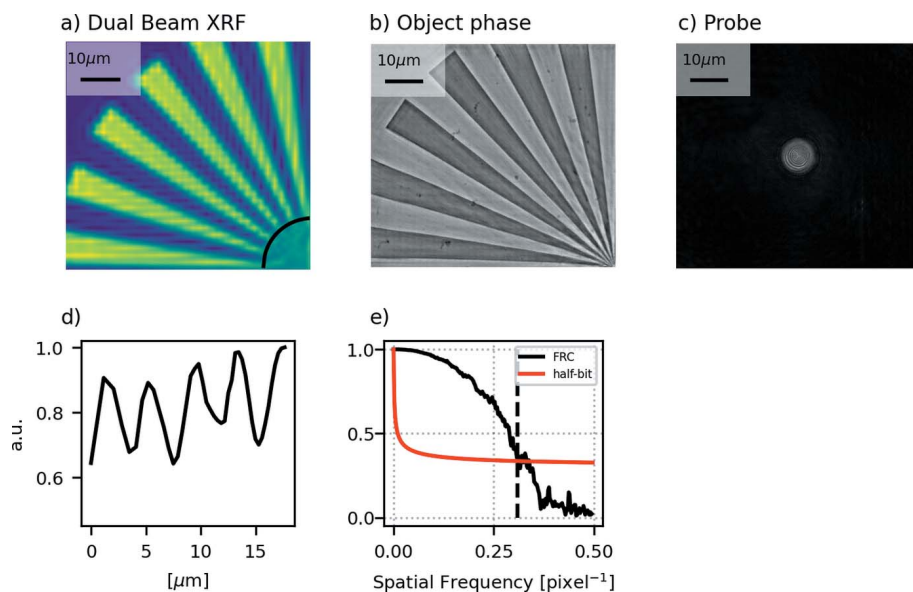 a) Dual Beam XRF
b) Object phase
c) Probe
10μm
10μm
10μm
d)
e)
1.0
0.8
0.6
a.u.
0
5
10
15
[μm]
1.0
0.5
0.0
FRC
half-bit
0.00
0.25
0.50
Spatial Frequency [pixel⁻¹]